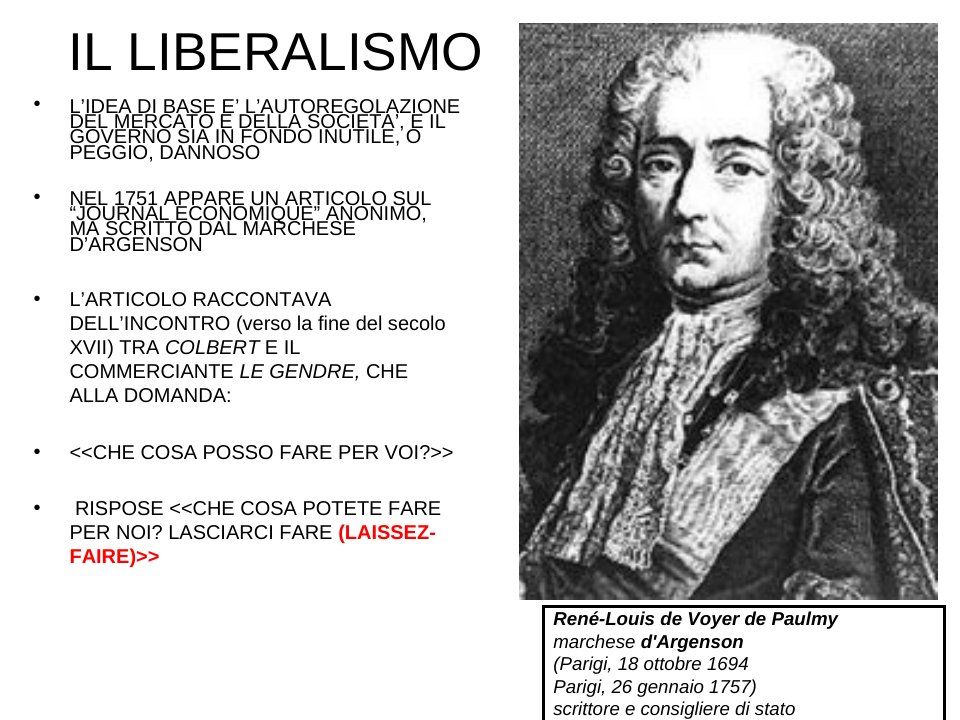 IL LIBERALISMO
• L’IDEA DI BASE E’ L’AUTOREGOLAZIONE
DEL MERCATO E DELLA SOCIETA’, E IL
GOVERNO SIA IN FONDO INUTILE, O
PEGGIO, DANNOSO
• NEL 1751 APPARE UN ARTICOLO SUL
“JOURNAL ECONOMIQUE” ANONIMO,
MA SCRITTO DAL MARCHESE
D’ARGENSON
• L’ARTICOLO RACCONTAVA
DELL’INCONTRO (verso la fine del secolo
XVII) TRA COLBERT E IL
COMMERCIANTE LE GENDRE, CHE
ALLA DOMANDA:
• <<CHE COSA POSSO FARE PER VOI?>>
• RISPOSE <<CHE COSA POTETE FARE
PER NOI? LASCIARCI FARE (LAISSEZ-
FAIRE)>>
René-Louis de Voyer de Paulmy
marchese d'Argenson
(Parigi, 18 ottobre 1694
Parigi, 26 gennaio 1757)
scrittore e consigliere di stato